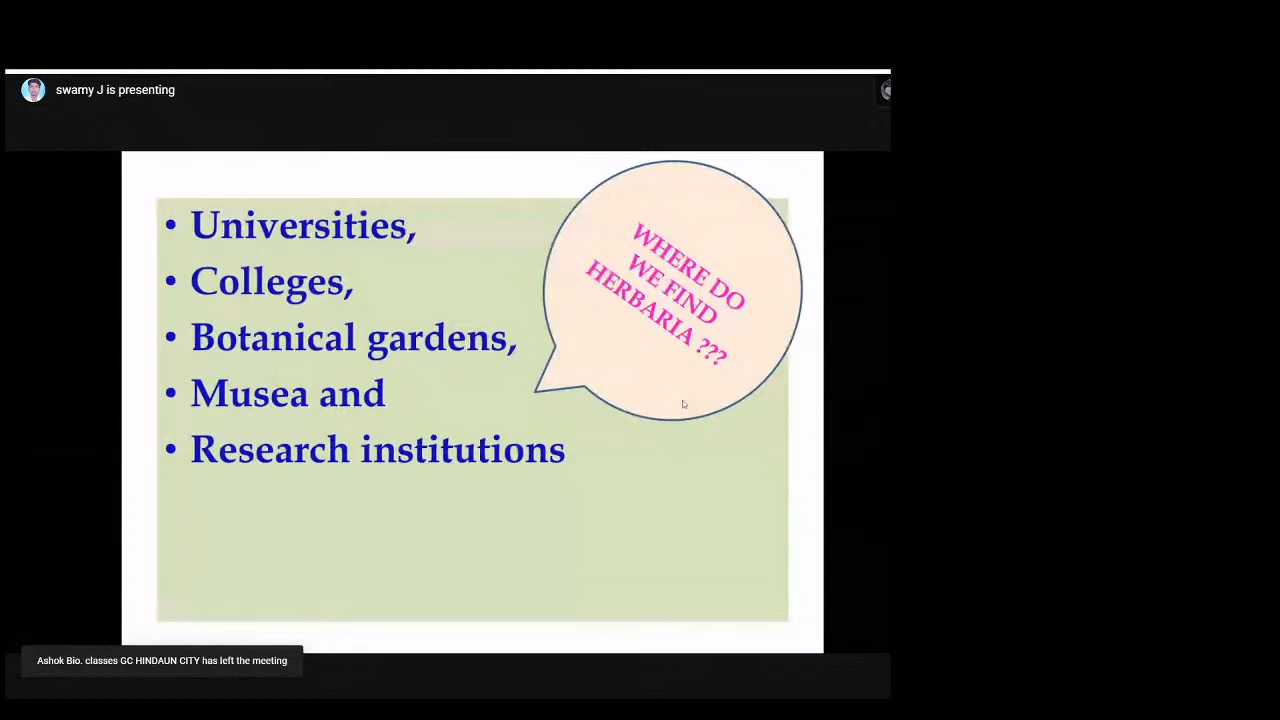 swamy J is presenting
• Universities,
• Colleges,
• Botanical gardens,
• Musea and
• Research institutions
WHERE DO
WE FIND
HERBARIA ???
Ashok Bio. classes GC HINDAUN CITY has left the meeting